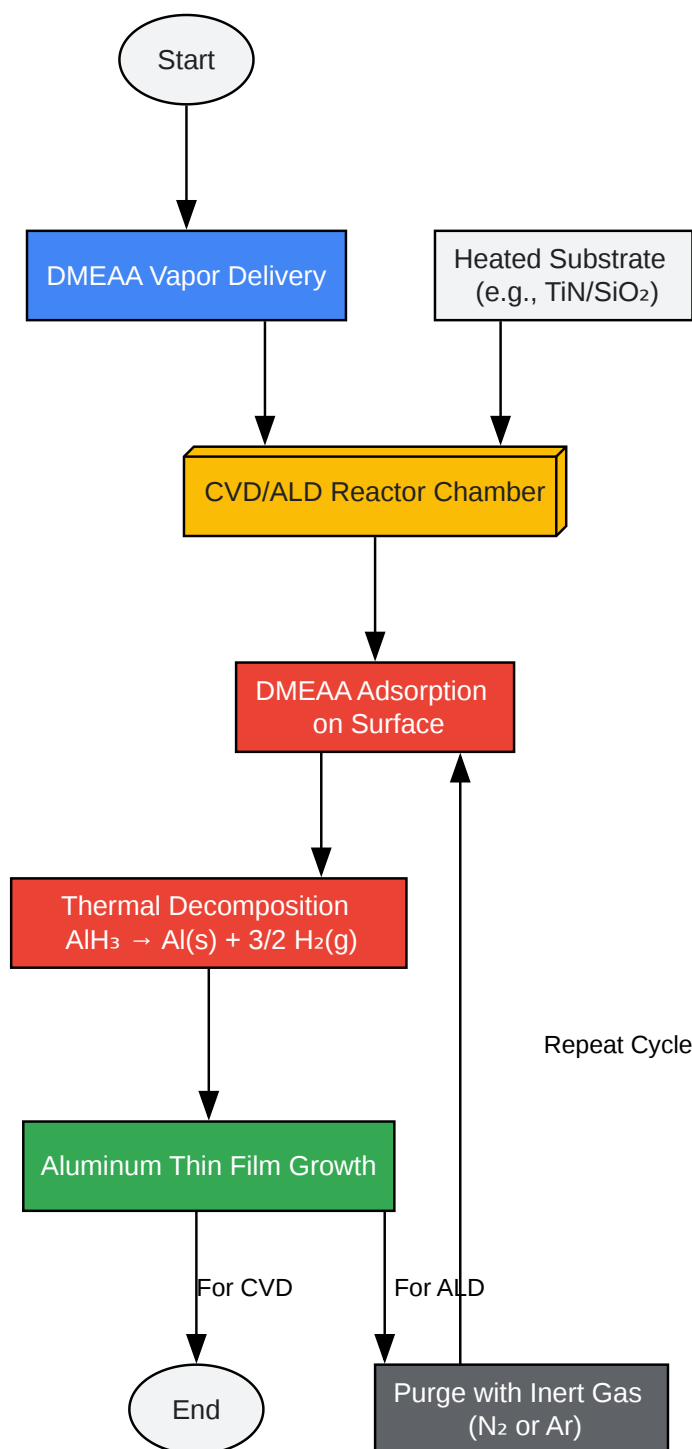 Start
DMEAA Vapor Delivery
Heated Substrate
(e.g., TiN/SiO₂)
CVD/ALD Reactor Chamber
DMEAA Adsorption
on Surface
Thermal Decomposition
AlH₃ → Al(s) + 3/2 H₂(g)
Repeat Cycle
Aluminum Thin Film Growth
For CVD
For ALD
End
Purge with Inert Gas
(N₂ or Ar)